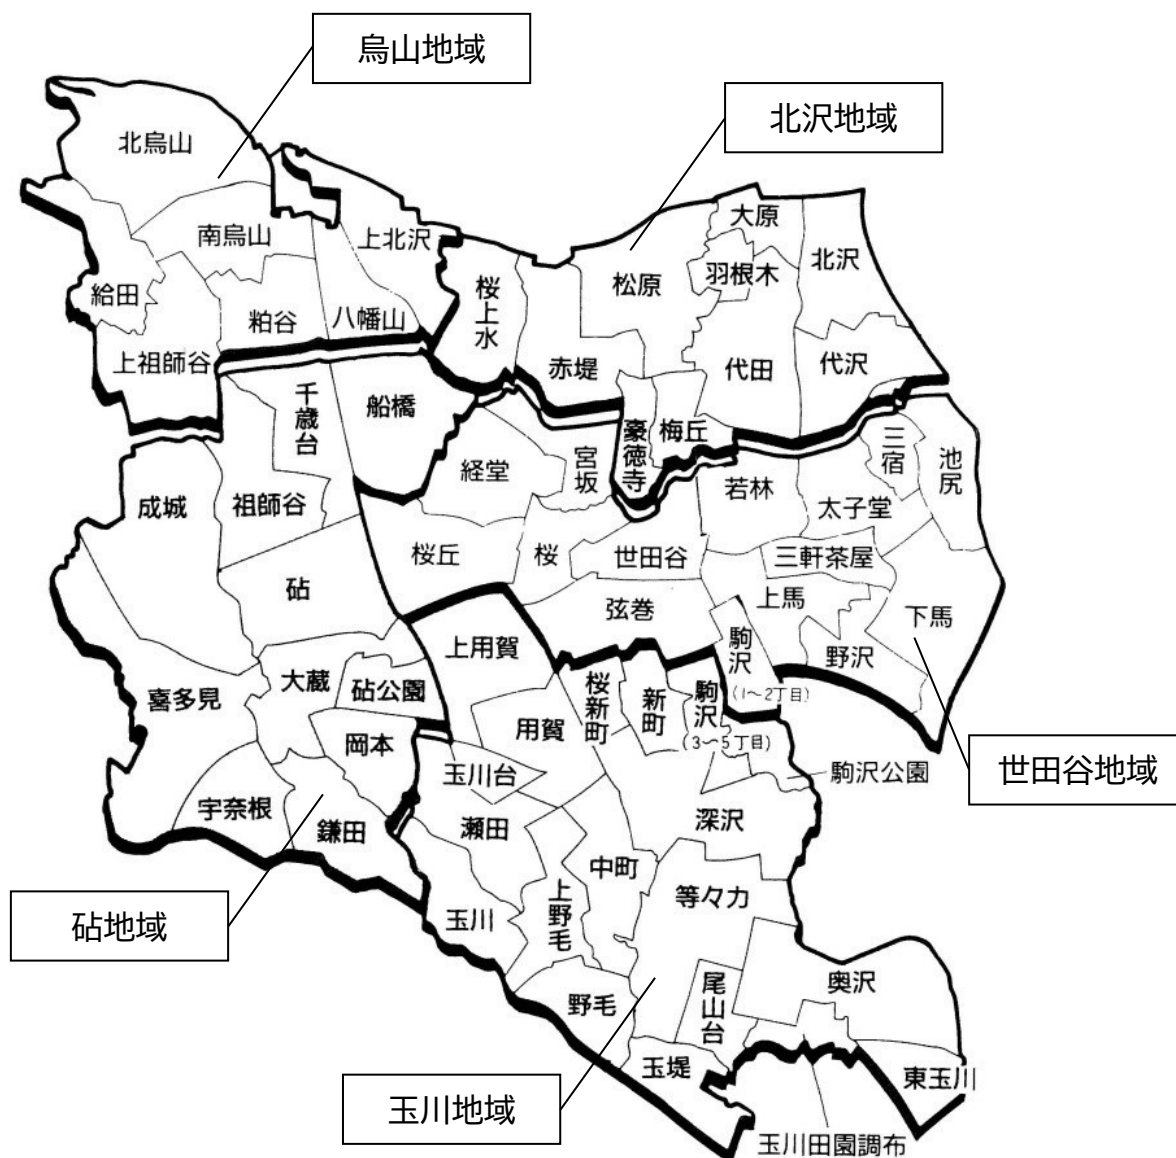 烏山地域
北沢地域
北烏山
南烏山
上北沢
給田
粕谷
八幡山
上祖師谷
桜上水
松原
大原
羽根木
北沢
赤堤
代田
代沢
豪徳寺
梅丘
千歳台
船橋
成城
祖師谷
砧
経堂
宮坂
若林
三宿
池尻
太子堂
桜丘
桜
世田谷
三軒茶屋
弦巻
上馬
下馬
駒沢
(1〜2丁目)
野沢
喜多見
大蔵
砧公園
岡本
宇奈根
鎌田
上用賀
用賀
桜新町
新町
駒沢
(3〜5丁目)
駒沢公園
世田谷地域
玉川台
瀬田
深沢
中町
上野毛
等々力
玉川
砧地域
野毛
尾山台
奥沢
玉堤
東玉川
玉川地域
玉川田園調布